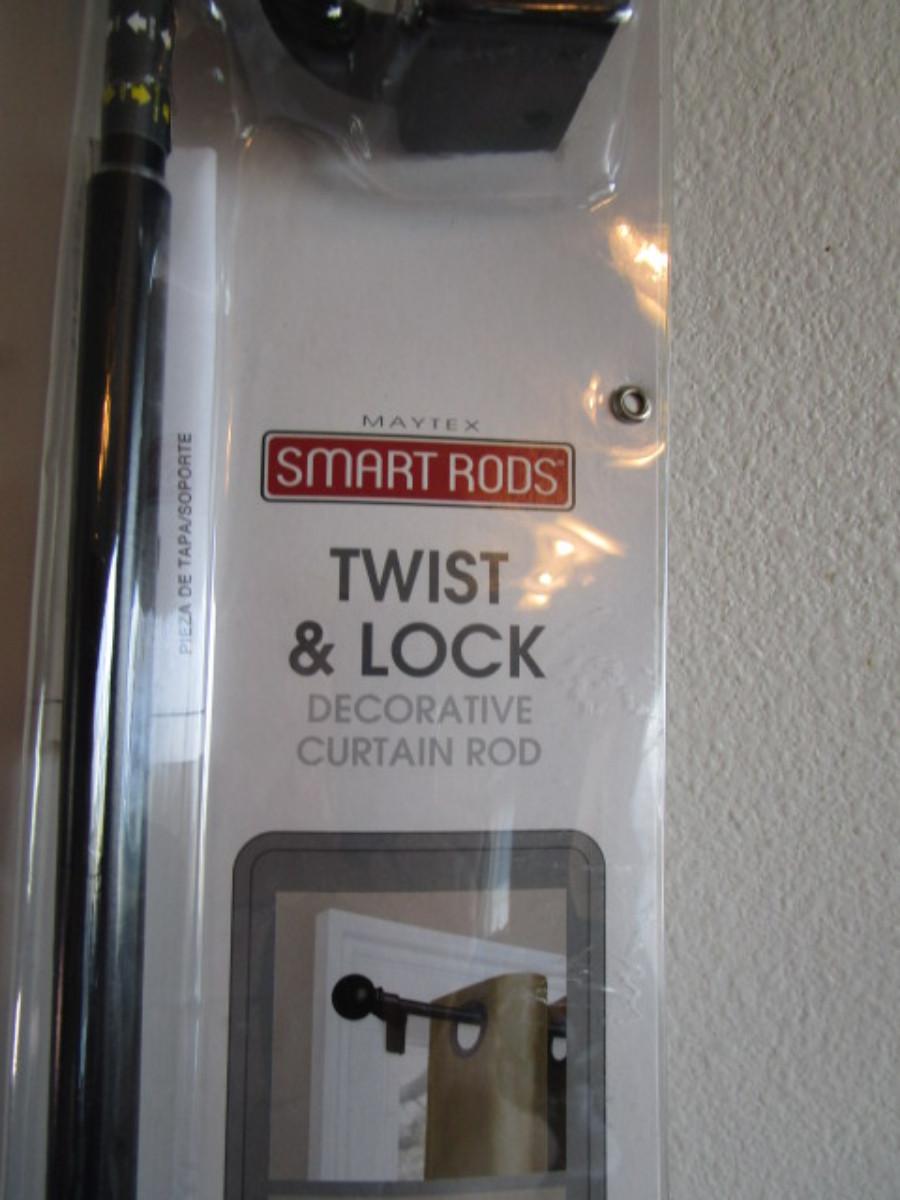 MAYTEX
SMART RODS
TWIST
& LOCK
DECORATIVE
CURTAIN ROD
PIEZA DE TAPA/SOPORTE